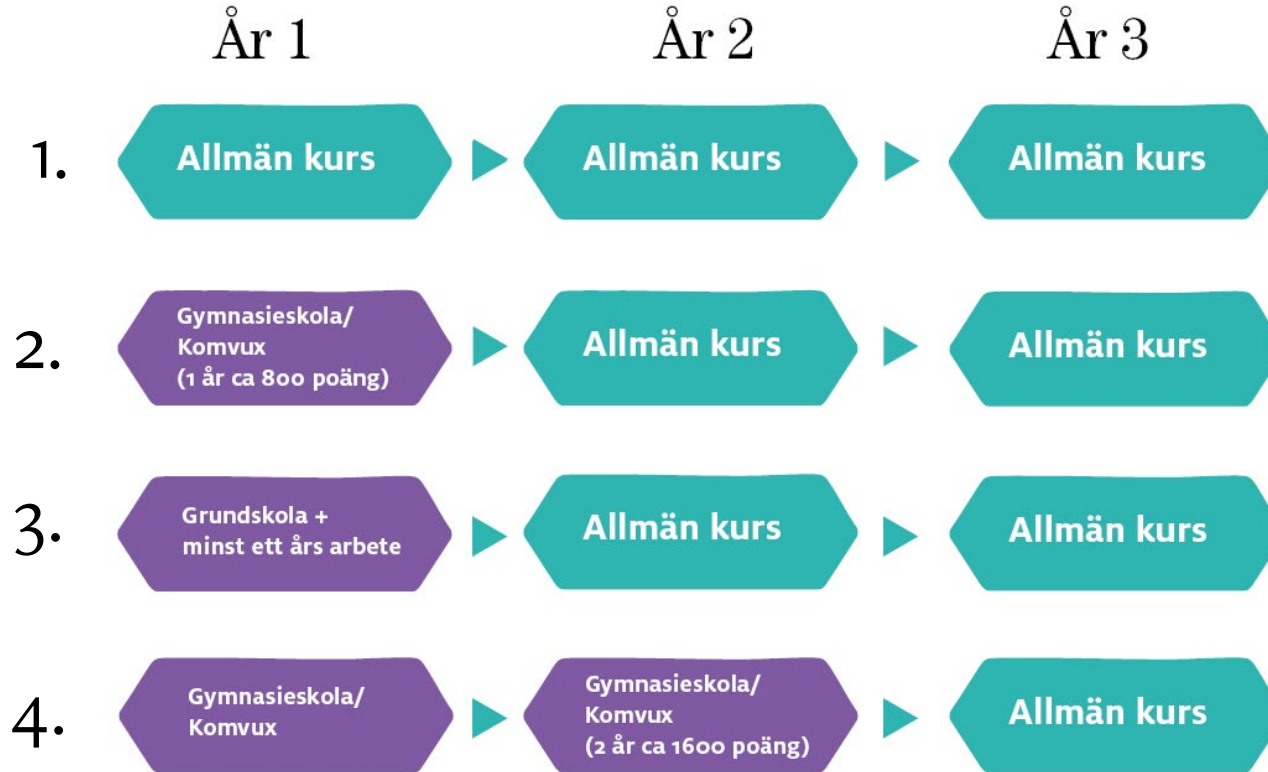 År 1 År 2 År 3
1. Allmän kurs Allmän kurs Allmän kurs
2. Gymnasieskola/
Komvux
(1 år ca 800 poäng)
Allmän kurs Allmän kurs
3. Grundskola +
minst ett års arbete
Allmän kurs Allmän kurs
4. Gymnasieskola/
Komvux
Gymnasieskola/
Komvux
(2 år ca 1600 poäng)
Allmän kurs